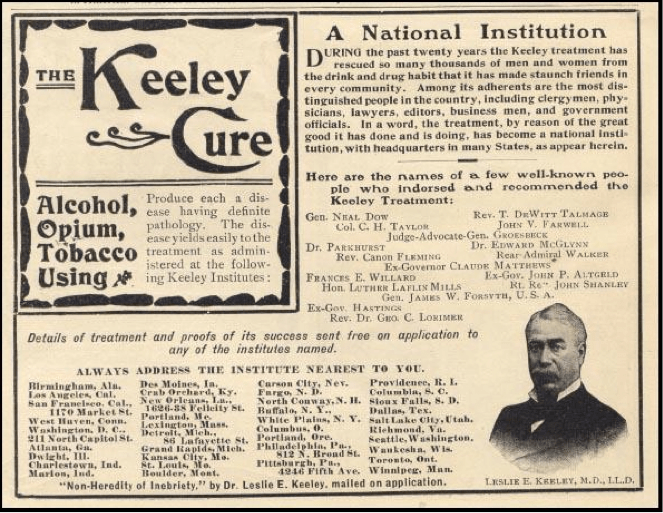 THE Keeley Cure
Alcohol,
Opium,
Tobacco
Using
Produce each a dis-
ease having definite
pathology. The dis-
ease yields easily to the
treatment as admin-
istered at the follow-
ing Keeley Institutes :
A National Institution
DURING the past twenty years the Keeley treatment has
rescued so many thousands of men and women from
the drink and drug habit that it has made staunch friends in
every community. Among its adherents are the most dis-
tinguished people in the country, including clergymen, phy-
sicians, lawyers, editors, business men, and government
officials. In a word, the treatment, by reason of the great
good it has done and is doing, has become a national insti-
tution, with headquarters in many States, as appear herein.
Here are the names of a few well-known peo-
ple who indorsed and recommended the
Keeley Treatment:
Gen. Neal Dow Rev. T. DeWitt Talmage
Col. C. H. Taylor John V. Farwell
Judge-Advocate-Gen. Groesbeck
Dr. Parkhurst Dr. Edward McGlynn
Rev. Canon Fleming Rear-Admiral Walker
Ex-Governor Claude Matthews
Frances E. Willard Ex-Gov. John P. Altgeld
Hon. Luther Laflin Mills Rt. Rev. John Shanley
Gen. James W. Forsyth, U. S. A.
Ex-Gov. Hastings
Rev. Dr. Geo. C. Lorimer
Details of treatment and proofs of its success sent free on application to
any of the institutes named.
ALWAYS ADDRESS THE INSTITUTE NEAREST TO YOU.
Birmingham, Ala.
Los Angeles, Cal.
San Francisco, Cal.,
1170 Market St.
West Haven, Conn.
Washington, D. C.,
211 North Capitol St.
Atlanta, Ga.
Dwight, Ill.
Charlestown, Ind.
Marion, Ind.
Des Moines, Ia.
Crab Orchard, Ky.
New Orleans, La.,
1626-38 Felicity St.
Portland, Me.
Lexington, Mass.
Detroit, Mich.,
86 Lafayette St.
Grand Rapids, Mich.
Kansas City, Mo.
St. Louis, Mo.
Boulder, Mont.
Carson City, Nev.
Fargo, N. D.
North Conway, N. H.
Buffalo, N. Y.,
White Plains, N. Y.
Columbus, O.
Portland, Ore.
Philadelphia, Pa.,
812 N. Broad St.
Pittsburgh, Pa.,
4246 Fifth Ave.
Providence, R. I.
Columbia, S. C.
Sioux Falls, S. D.
Dallas, Tex.
Salt Lake City, Utah.
Richmond, Va.
Seattle, Washington.
Waukesha, Wis.
Toronto, Ont.
Winnipeg, Man.
"Non-Heredity of Inebriety," by Dr. Leslie E. Keeley, mailed on application.
Leslie E. Keeley, M.D., LL.D.